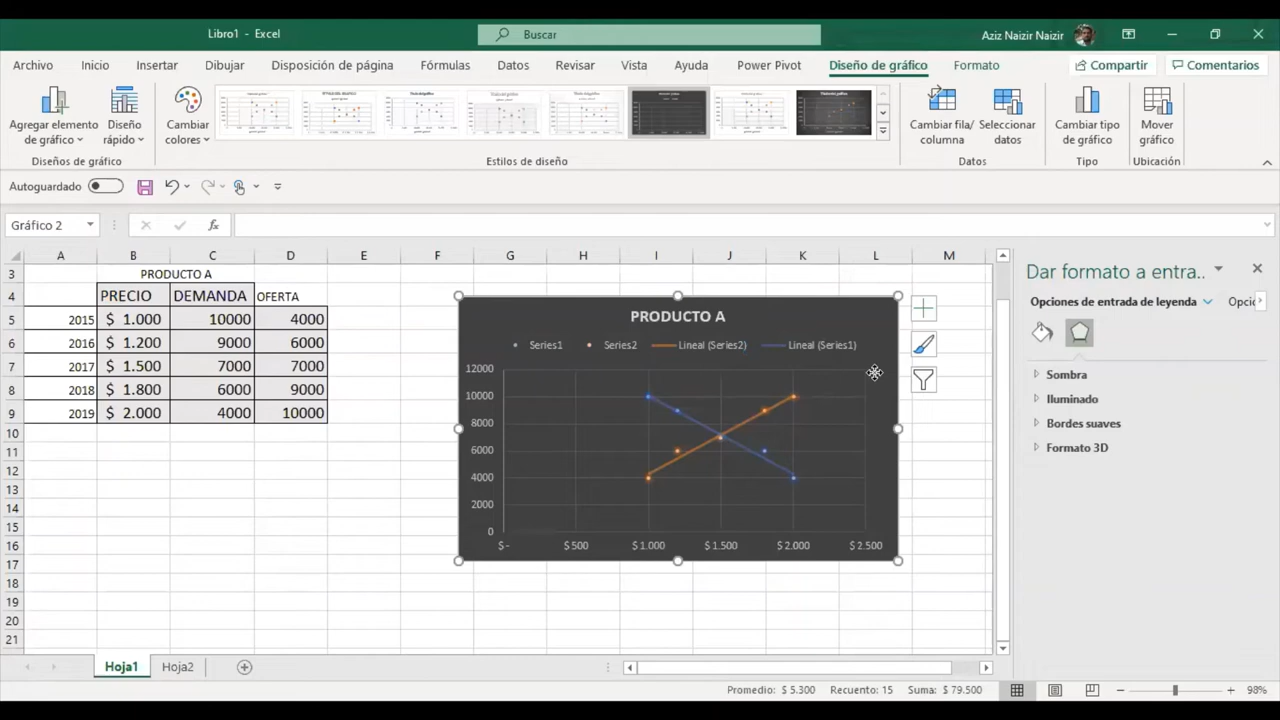 Libro1 - Excel
Buscar
Aziz Naizir Naizir
Archivo Inicio Insertar Dibujar Disposición de página Fórmulas Datos Revisar Vista Ayuda Power Pivot Diseño de gráfico Formato Compartir Comentarios
Agregar elemento de gráfico
Diseño rápido
Cambiar colores
Cambiar fila/ columna
Seleccionar datos
Cambiar tipo de gráfico
Mover gráfico
Diseños de gráfico Estilos de diseño Datos Tipo Ubicación
Autoguardado
Gráfico 2
fx
A B C D E F G H I J K L M
3 PRODUCTO A
4 PRECIO DEMANDA OFERTA
5 2015 $ 1.000 10000 4000
6 2016 $ 1.200 9000 6000
7 2017 $ 1.500 7000 7000
8 2018 $ 1.800 6000 9000
9 2019 $ 2.000 4000 10000
10
11
12
13
14
15
16
17
18
19
20
21
PRODUCTO A
Series1 Series2 Lineal (Series2) Lineal (Series1)
12000
10000
8000
6000
4000
2000
0
$ - $ 500 $ 1.000 $ 1.500 $ 2.000 $ 2.500
Dar formato a entra...
Opciones de entrada de leyenda Opcio
Sombra
Iluminado
Bordes suaves
Formato 3D
Hoja1 Hoja2
Promedio: $ 5.300 Recuento: 15 Suma: $ 79.500 98%